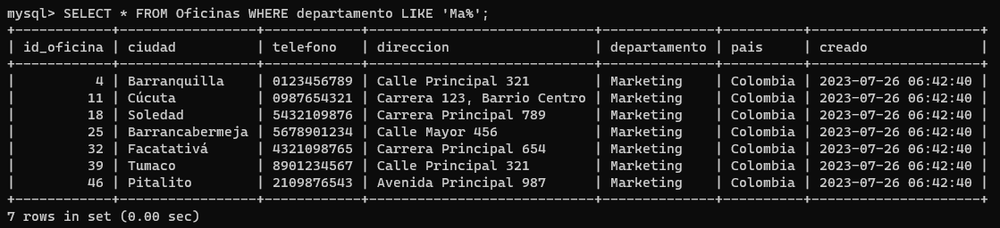 mysql> SELECT * FROM Oficinas WHERE departamento LIKE 'Ma%';
+------------+-----------------+------------+----------------------------+--------------+----------+---------------------+
| id_oficina | ciudad          | telefono   | direccion                  | departamento | pais     | creado              |
+------------+-----------------+------------+----------------------------+--------------+----------+---------------------+
|          4 | Barranquilla    | 0123456789 | Calle Principal 321        | Marketing    | Colombia | 2023-07-26 06:42:40 |
|         11 | Cúcuta          | 0987654321 | Carrera 123, Barrio Centro | Marketing    | Colombia | 2023-07-26 06:42:40 |
|         18 | Soledad         | 5432109876 | Carrera Principal 789      | Marketing    | Colombia | 2023-07-26 06:42:40 |
|         25 | Barrancabermeja | 5678901234 | Calle Mayor 456            | Marketing    | Colombia | 2023-07-26 06:42:40 |
|         32 | Facatativá      | 4321098765 | Carrera Principal 654      | Marketing    | Colombia | 2023-07-26 06:42:40 |
|         39 | Tumaco          | 8901234567 | Calle Principal 321        | Marketing    | Colombia | 2023-07-26 06:42:40 |
|         46 | Pitalito        | 2109876543 | Avenida Principal 987      | Marketing    | Colombia | 2023-07-26 06:42:40 |
+------------+-----------------+------------+----------------------------+--------------+----------+---------------------+
7 rows in set (0.00 sec)